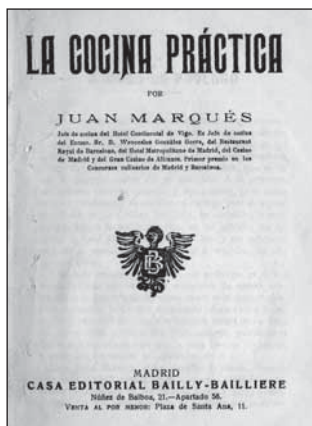 LA COCINA PRÁCTICA
POR
JUAN MARQUÉS
Jefe de cocina del Hotel Continental de Vigo. Ex Jefe de cocina
del Excmo. Sr. D. Wenceslao González Garra, del Restaurant
Royal de Barcelona, del Hotel Metropolitano de Madrid, del Casino
de Madrid y del Gran Casino de Alicante. Primer premio en los
Concursos culinarios de Madrid y Barcelona.
BB
MADRID
CASA EDITORIAL BAILLY-BAILLIERE
Núñez de Balboa, 21.—Apartado 56.
VENTA AL POR MENOR: Plaza de Santa Ana, 11.